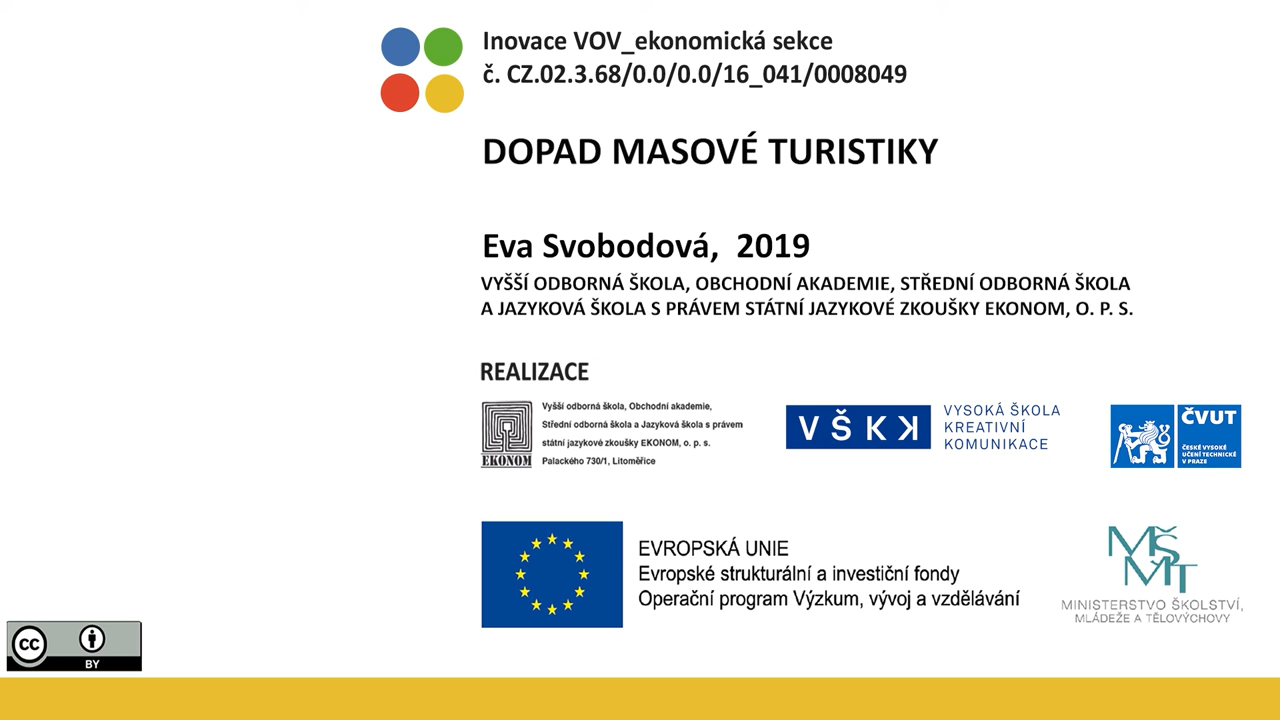 Inovace VOV_ekonomická sekce
č. CZ.02.3.68/0.0/0.0/16_041/0008049
DOPAD MASOVÉ TURISTIKY
Eva Svobodová, 2019
VYŠŠÍ ODBORNÁ ŠKOLA, OBCHODNÍ AKADEMIE, STŘEDNÍ ODBORNÁ ŠKOLA
A JAZYKOVÁ ŠKOLA S PRÁVEM STÁTNÍ JAZYKOVÉ ZKOUŠKY EKONOM, O. P. S.
REALIZACE
EKONOM
Vyšší odborná škola, Obchodní akademie,
Střední odborná škola a Jazyková škola s právem
státní jazykové zkoušky EKONOM, o. p. s.
Palackého 730/1, Litoměřice
VŠKK
VYSOKÁ ŠKOLA
KREATIVNÍ
KOMUNIKACE
ČVUT
ČESKÉ VYSOKÉ
UČENÍ TECHNICKÉ
V PRAZE
EVROPSKÁ UNIE
Evropské strukturální a investiční fondy
Operační program Výzkum, vývoj a vzdělávání
MŠ
MT
MINISTERSTVO ŠKOLSTVÍ,
MLÁDEŽE A TĚLOVÝCHOVY
cc
BY